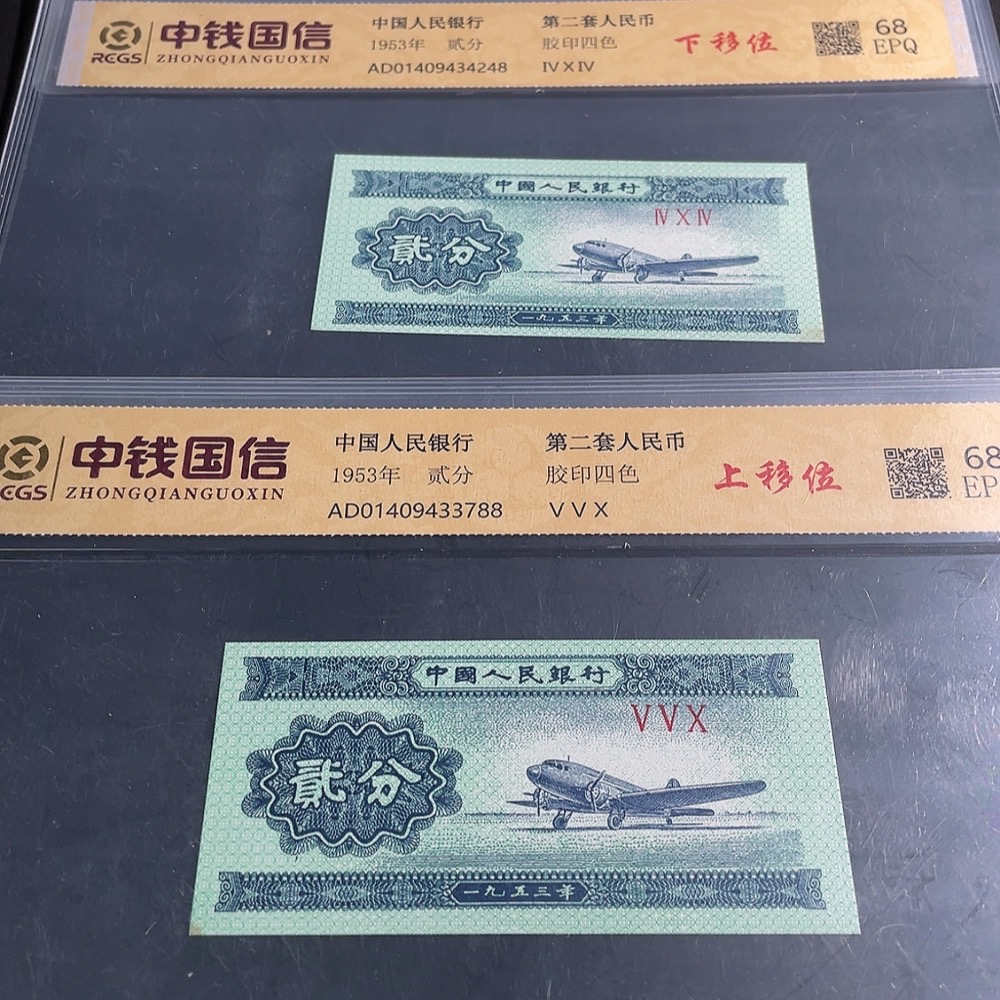 RCGS
中钱国信
ZHONGQIANGUOXIN
中国人民银行 第二套人民币
1953年 贰分 胶印四色
AD01409434248 IV X IV
下移位
68
EPQ
中國人民銀行
IV X IV
貳分
一九五三年
CGS
中钱国信
ZHONGQIANGUOXIN
中国人民银行 第二套人民币
1953年 贰分 胶印四色
AD01409433788 V V X
上移位
68
EP
中國人民銀行
V V X
貳分
一九五三年